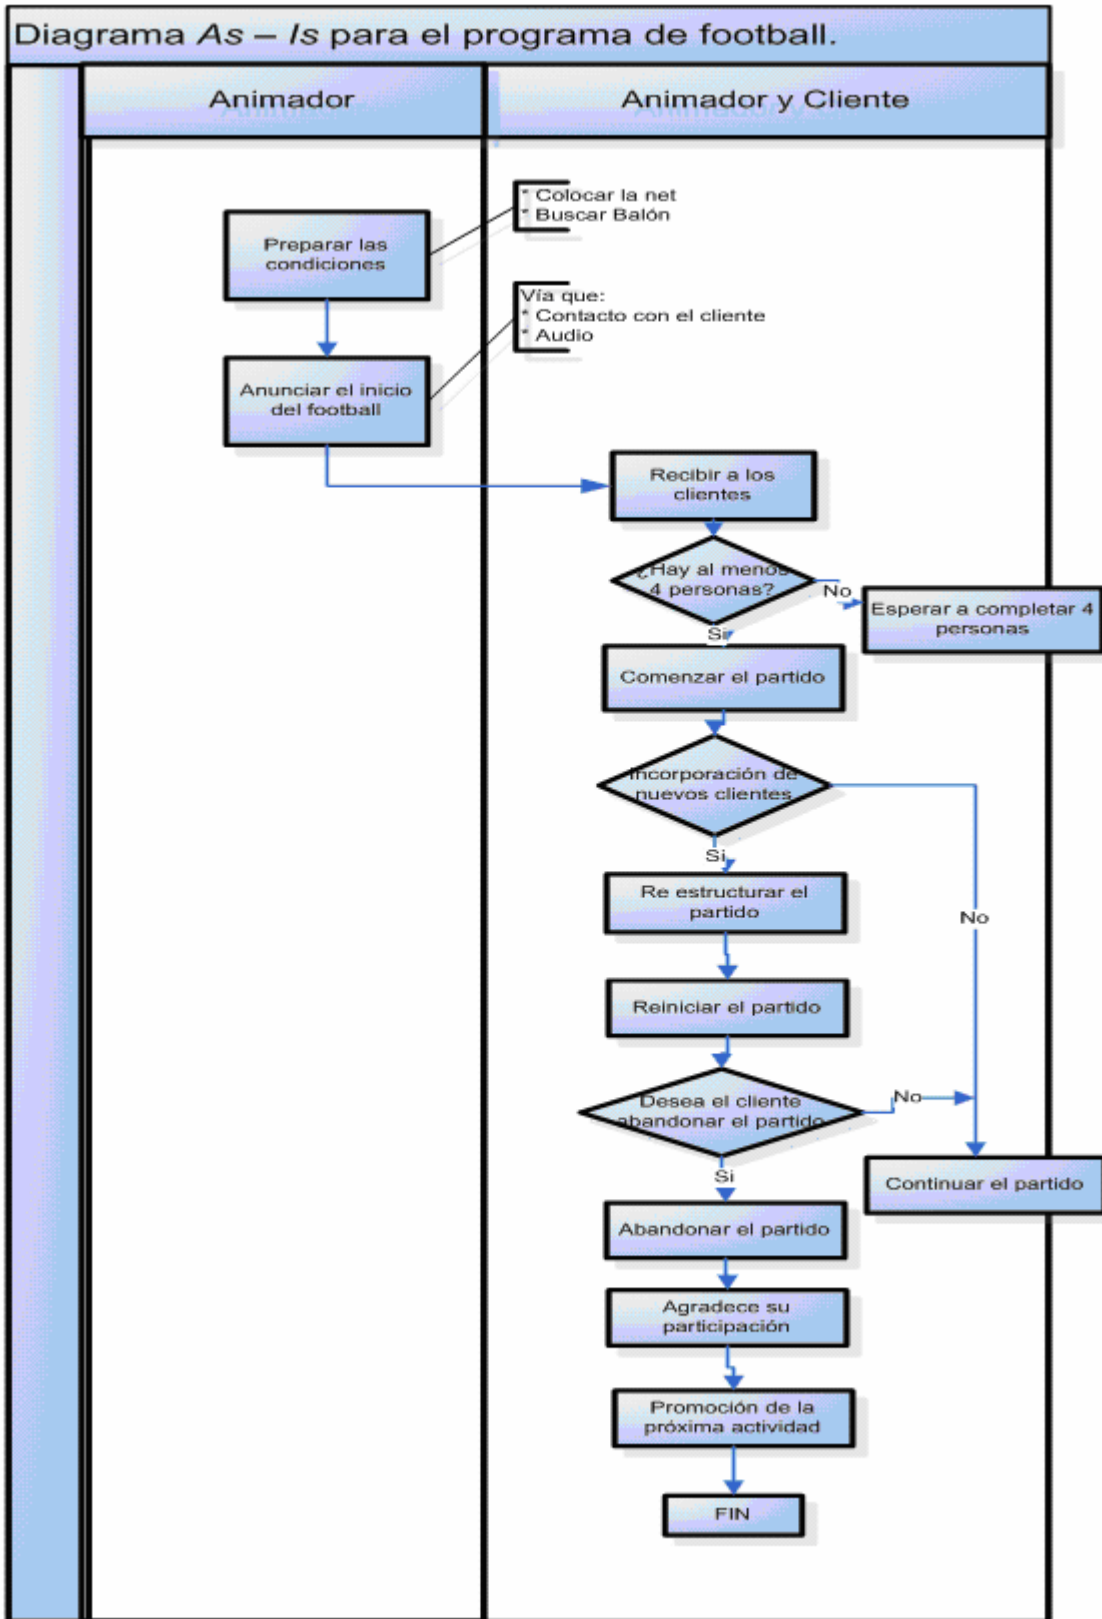 Diagrama As – Is para el programa de football.
Animador
Animador y Cliente
* Colocar la net
* Buscar Balón
Preparar las
condiciones
Vía que:
* Contacto con el cliente
* Audio
Anunciar el inicio
del football
Recibir a los
clientes
¿Hay al menos
4 personas?
No
Esperar a completar 4
personas
Si
Comenzar el partido
Incorporación de
nuevos clientes
Si
Re estructurar el
partido
No
Reiniciar el partido
Desea el cliente
abandonar el partido
No
Si
Continuar el partido
Abandonar el partido
Agradece su
participación
Promoción de la
próxima actividad
FIN